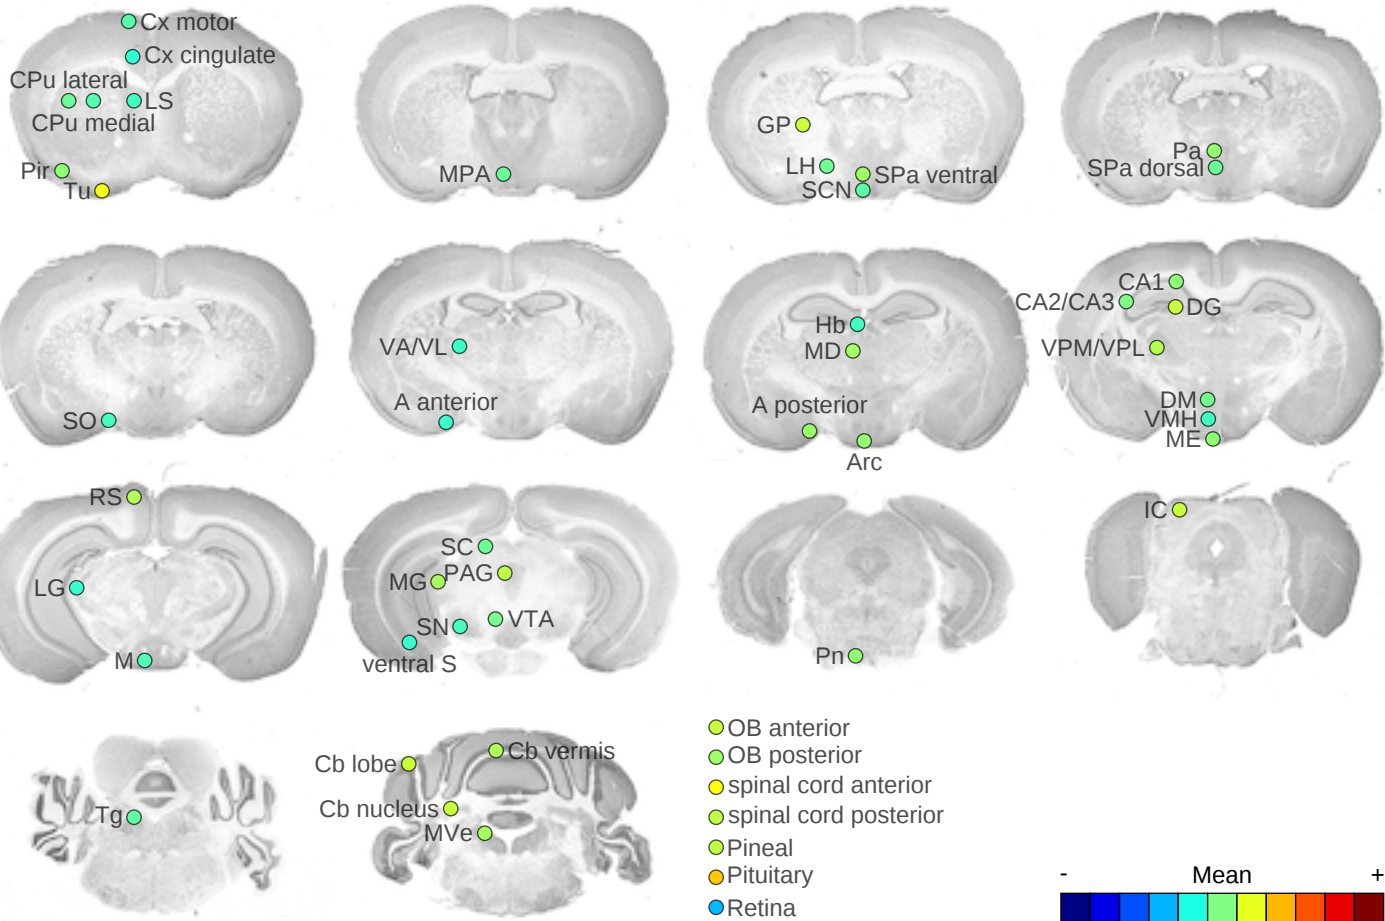 Cx motor
Cx cingulate
CPu lateral
LS
CPu medial
Pir
Tu
MPA
GP
LH
SPa ventral
SCN
Pa
SPa dorsal
SO
VA/VL
A anterior
Hb
MD
A posterior
Arc
CA1
CA2/CA3
DG
VPM/VPL
DM
VMH
ME
RS
LG
M
SC
MG
PAG
SN
VTA
ventral S
Pn
IC
Tg
Cb lobe
Cb vermis
Cb nucleus
MVe
OB anterior
OB posterior
spinal cord anterior
spinal cord posterior
Pineal
Pituitary
Retina
- Mean +